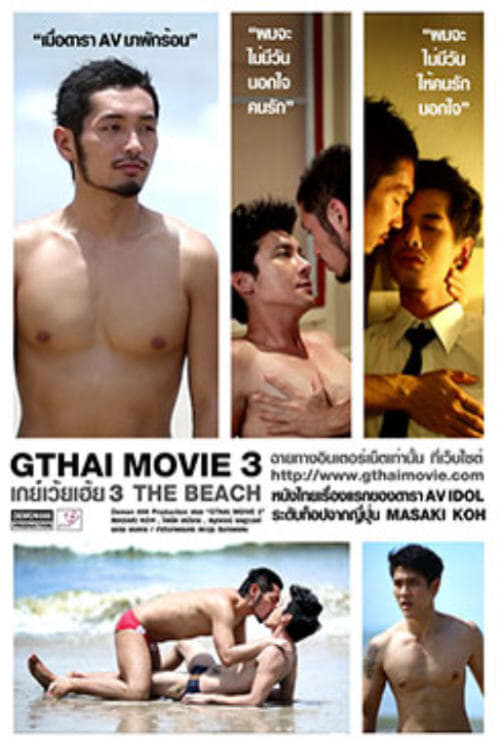 “เมื่อดารา AV มาพักร้อน”
“ผมจะ
ไม่มีวัน
นอกใจ
คนรัก”
“ผมจะ
ไม่มีวัน
ให้คนรัก
นอกใจ”
GTHAI MOVIE 3
เกย์เว้ยเฮ้ย 3 THE BEACH
ฉายทางอินเตอร์เน็ตเท่านั้น ที่เว็บไซต์
http://www.gthaimovie.com
หนังไทยเรื่องแรกของดารา AV IDOL
ระดับท็อปจากญี่ปุ่น MASAKI KOH
PRODUCTION
Production "GTHAI MOVIE 3"
MASAKI KOH